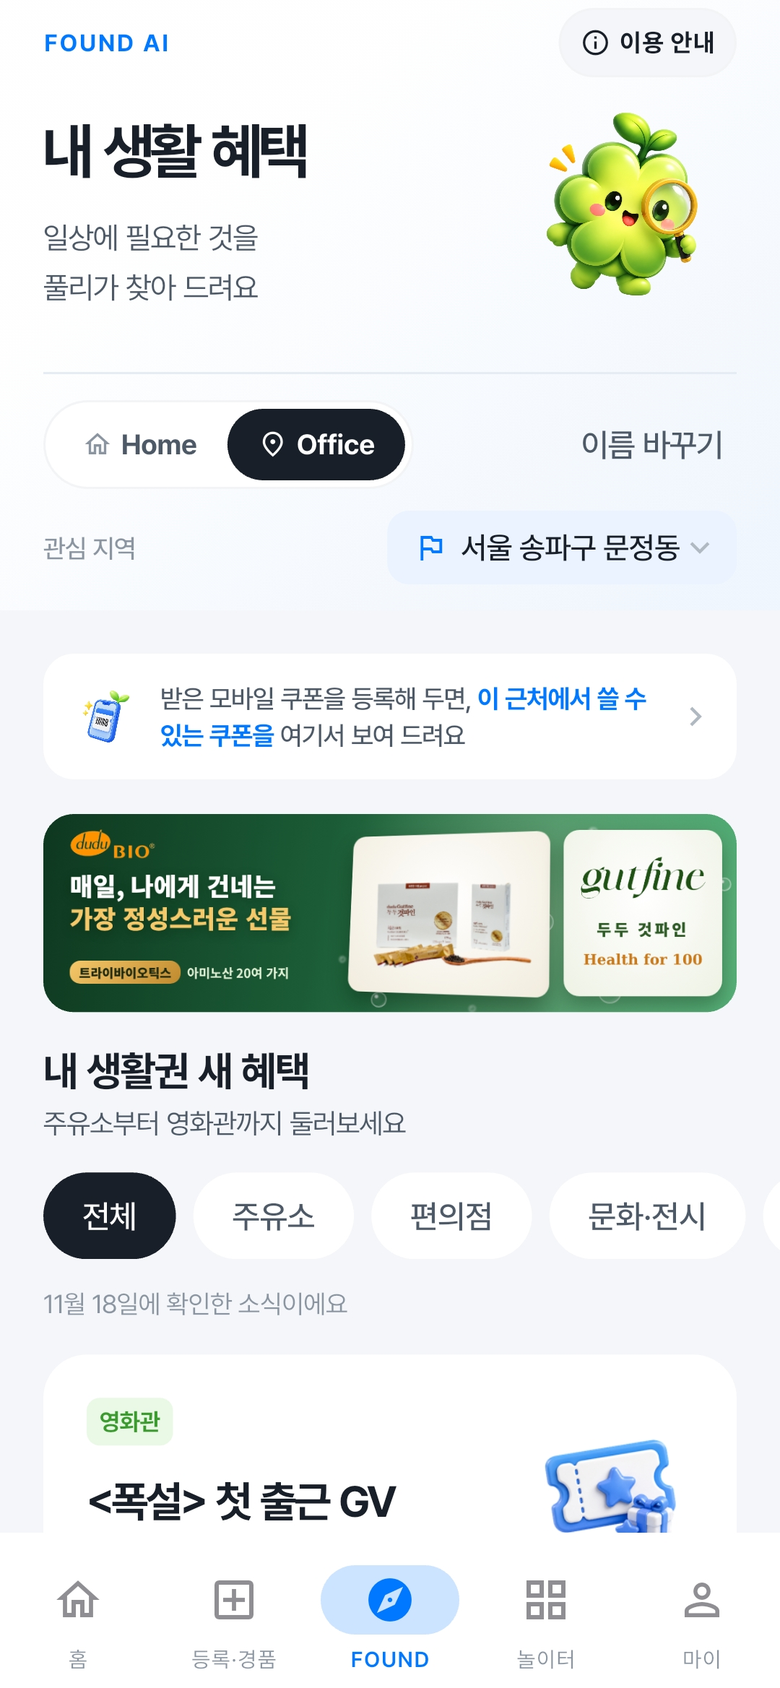 FOUND AI
이용 안내
내 생활 혜택
일상에 필요한 것을
풀리가 찾아 드려요
Home
Office
이름 바꾸기
관심 지역
서울 송파구 문정동
받은 모바일 쿠폰을 등록해 두면, 이 근처에서 쓸 수
있는 쿠폰을 여기서 보여 드려요
dudu BIO®
매일, 나에게 건네는
가장 정성스러운 선물
트라이바이오틱스 아미노산 20여 가지
gutfine
두두 것파인
Health for 100
내 생활권 새 혜택
주유소부터 영화관까지 둘러보세요
전체
주유소
편의점
문화·전시
11월 18일에 확인한 소식이에요
영화관
<폭설> 첫 출근 GV
홈
등록·경품
FOUND
놀이터
마이